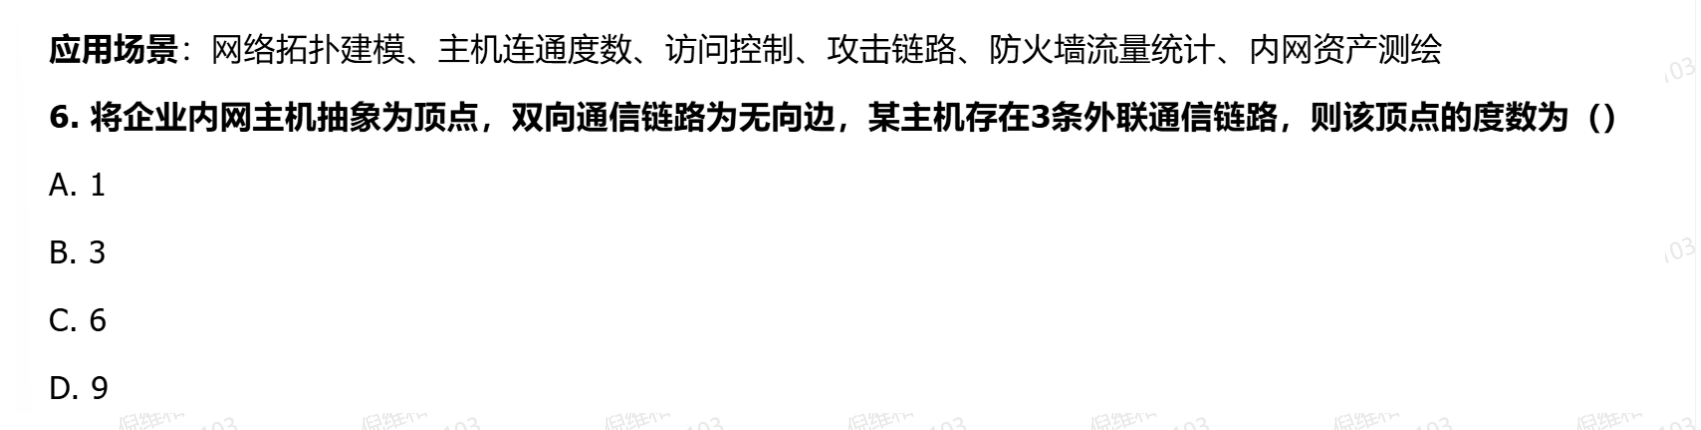 应用场景：网络拓扑建模、主机连通度数、访问控制、攻击链路、防火墙流量统计、内网资产测绘
6. 将企业内网主机抽象为顶点，双向通信链路为无向边，某主机存在3条外联通信链路，则该顶点的度数为（）
A. 1
B. 3
C. 6
D. 9